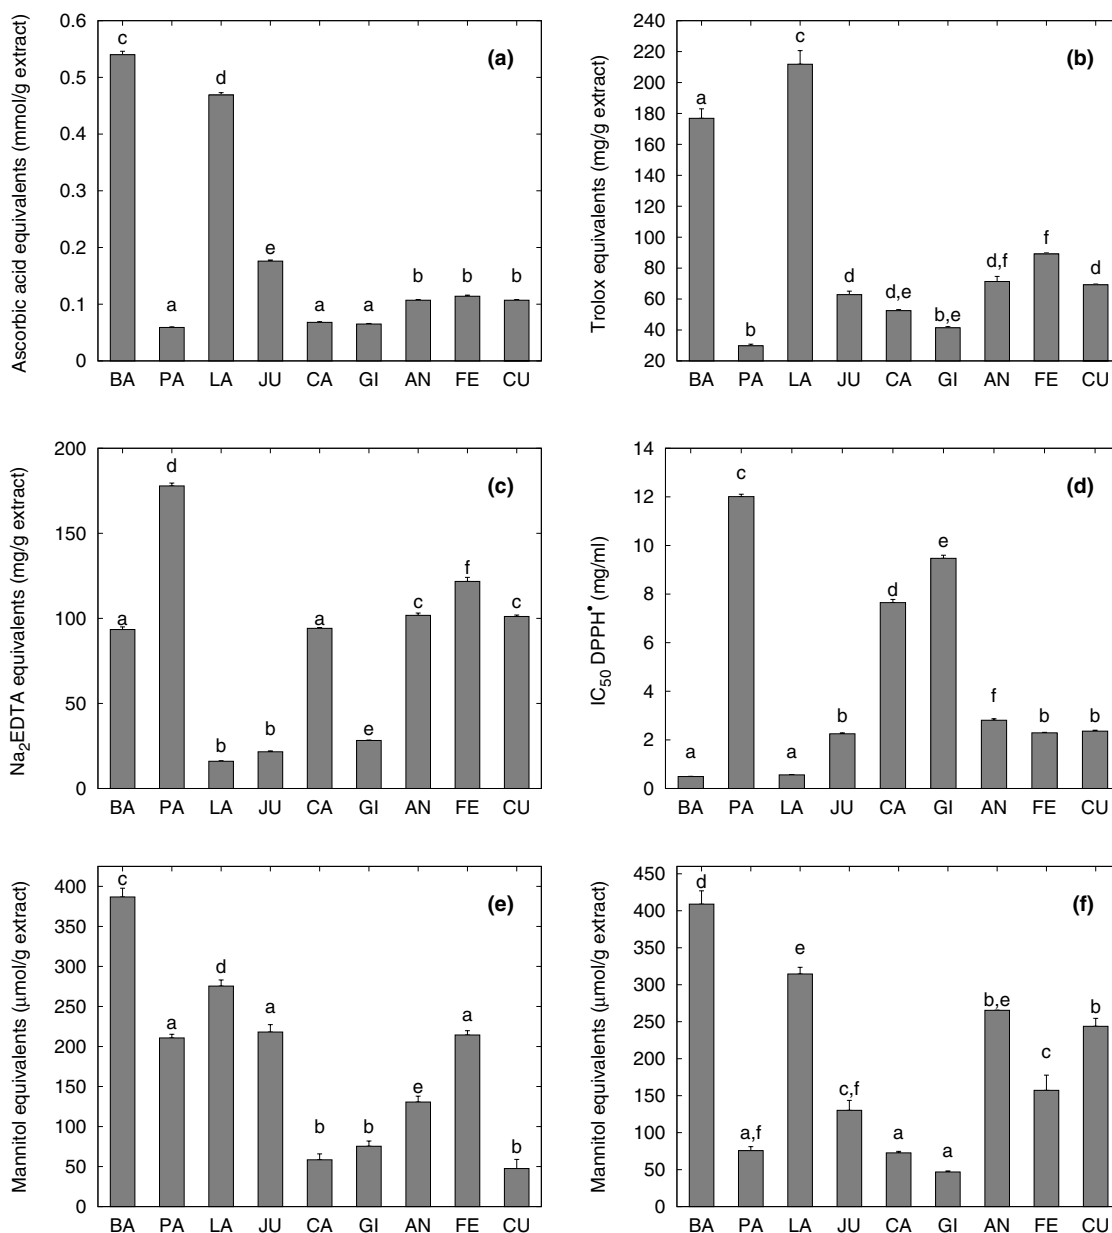 (a)
Ascorbic acid equivalents (mmol/g extract)
0.6
0.5
0.4
0.3
0.2
0.1
0
c
a
d
e
a
a
b
b
b
BA PA LA JU CA GI AN FE CU
(b)
Trolox equivalents (mg/g extract)
240
220
200
180
160
140
120
100
80
60
40
20
a
b
c
d
d,e
b,e
d,f
f
d
BA PA LA JU CA GI AN FE CU
(c)
Na₂EDTA equivalents (mg/g extract)
200
150
100
50
0
a
d
b
b
a
e
c
f
c
BA PA LA JU CA GI AN FE CU
(d)
IC₅₀ DPPH• (mg/ml)
14
12
10
8
6
4
2
0
a
c
a
b
d
e
f
b
b
BA PA LA JU CA GI AN FE CU
(e)
Mannitol equivalents (μmol/g extract)
400
350
300
250
200
150
100
50
0
c
a
d
a
b
b
e
a
b
BA PA LA JU CA GI AN FE CU
(f)
Mannitol equivalents (μmol/g extract)
450
400
350
300
250
200
150
100
50
0
d
a,f
e
c,f
a
a
b,e
c
b
BA PA LA JU CA GI AN FE CU